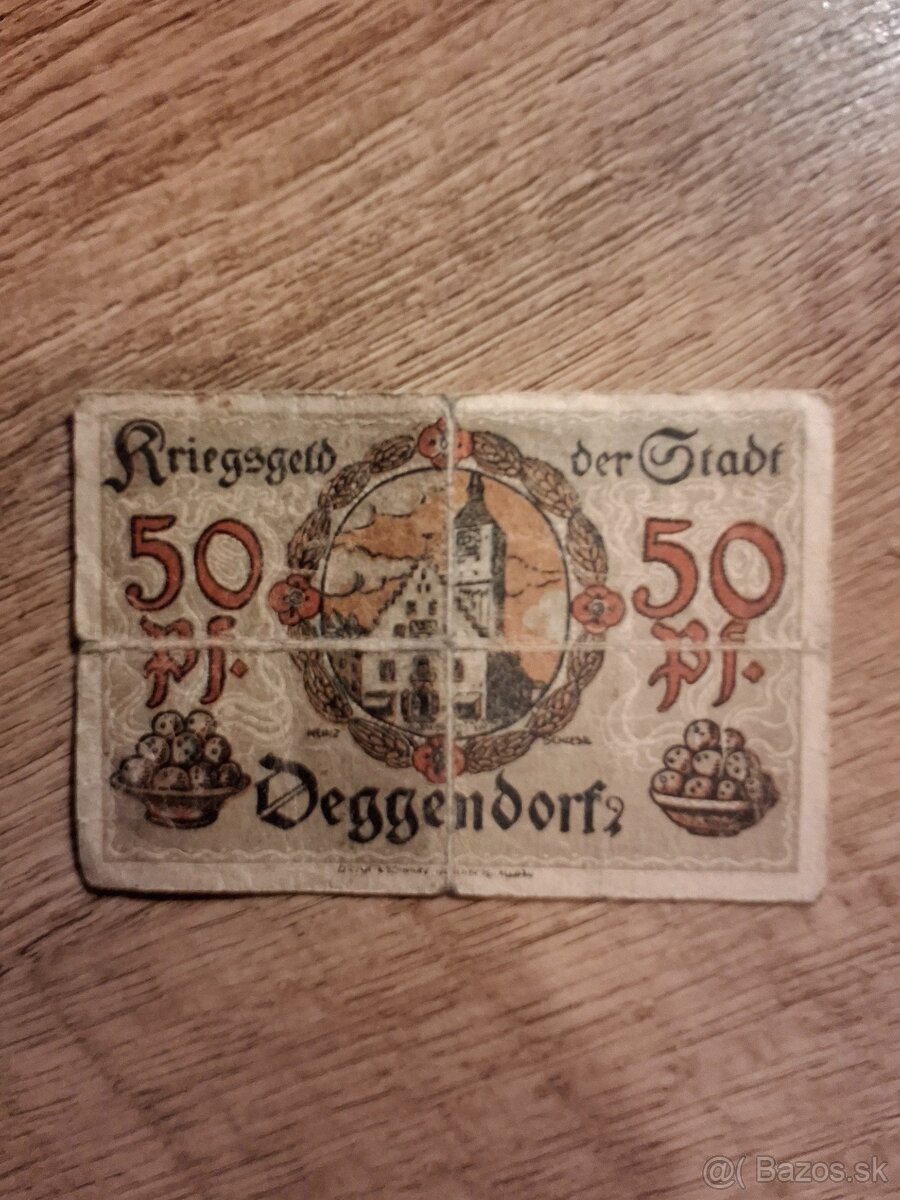 Kriegsgeld der Stadt
50 50
Pf. Pf.
Deggendorf
@( Bazos.sk